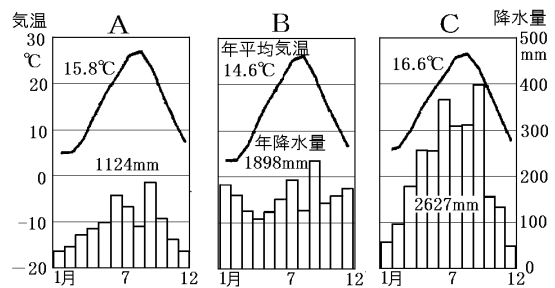 気温 A B C 降水量
30 500
℃ mm
年平均気温
15.8℃ 14.6℃ 16.6℃
20 400
10 300
年降水量
1124mm 1898mm
0 200
2627mm
-10 100
-20 0
1月 7 12 1月 7 12 1月 7 12